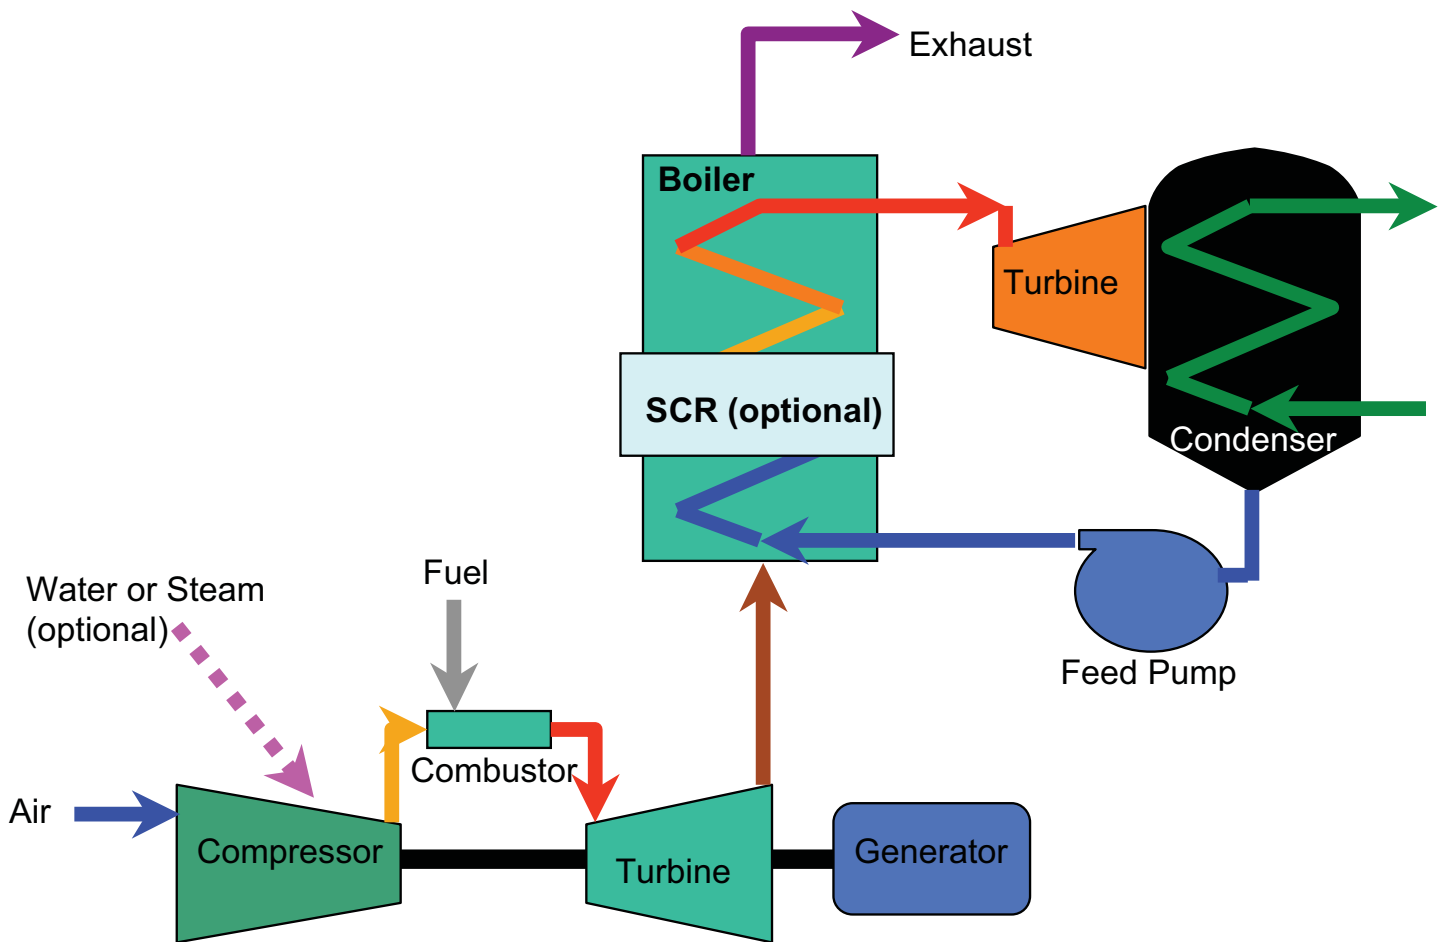 Exhaust
Boiler
Turbine
SCR (optional)
Condenser
Fuel
Water or Steam
(optional)
Feed Pump
Combustor
Air
Compressor
Turbine
Generator